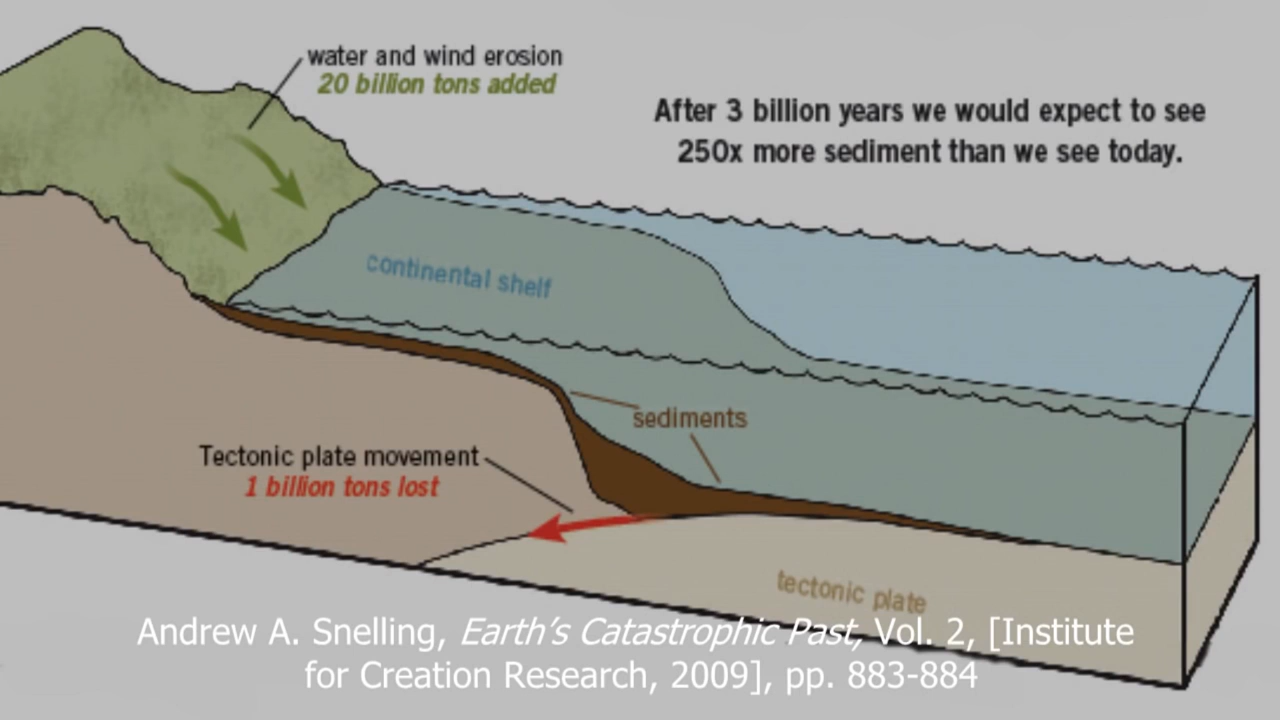 water and wind erosion
20 billion tons added
After 3 billion years we would expect to see
250x more sediment than we see today.
continental shelf
sediments
Tectonic plate movement
1 billion tons lost
tectonic plate
Andrew A. Snelling, Earth's Catastrophic Past, Vol. 2, [Institute
for Creation Research, 2009], pp. 883-884